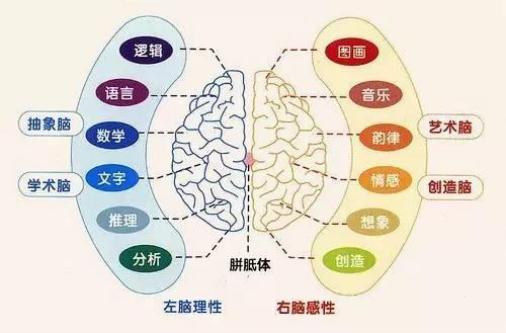 逻辑
语言
数学
文字
推理
分析
抽象脑
学术脑
图画
音乐
韵律
情感
想象
创造
艺术脑
创造脑
胼胝体
左脑理性
右脑感性